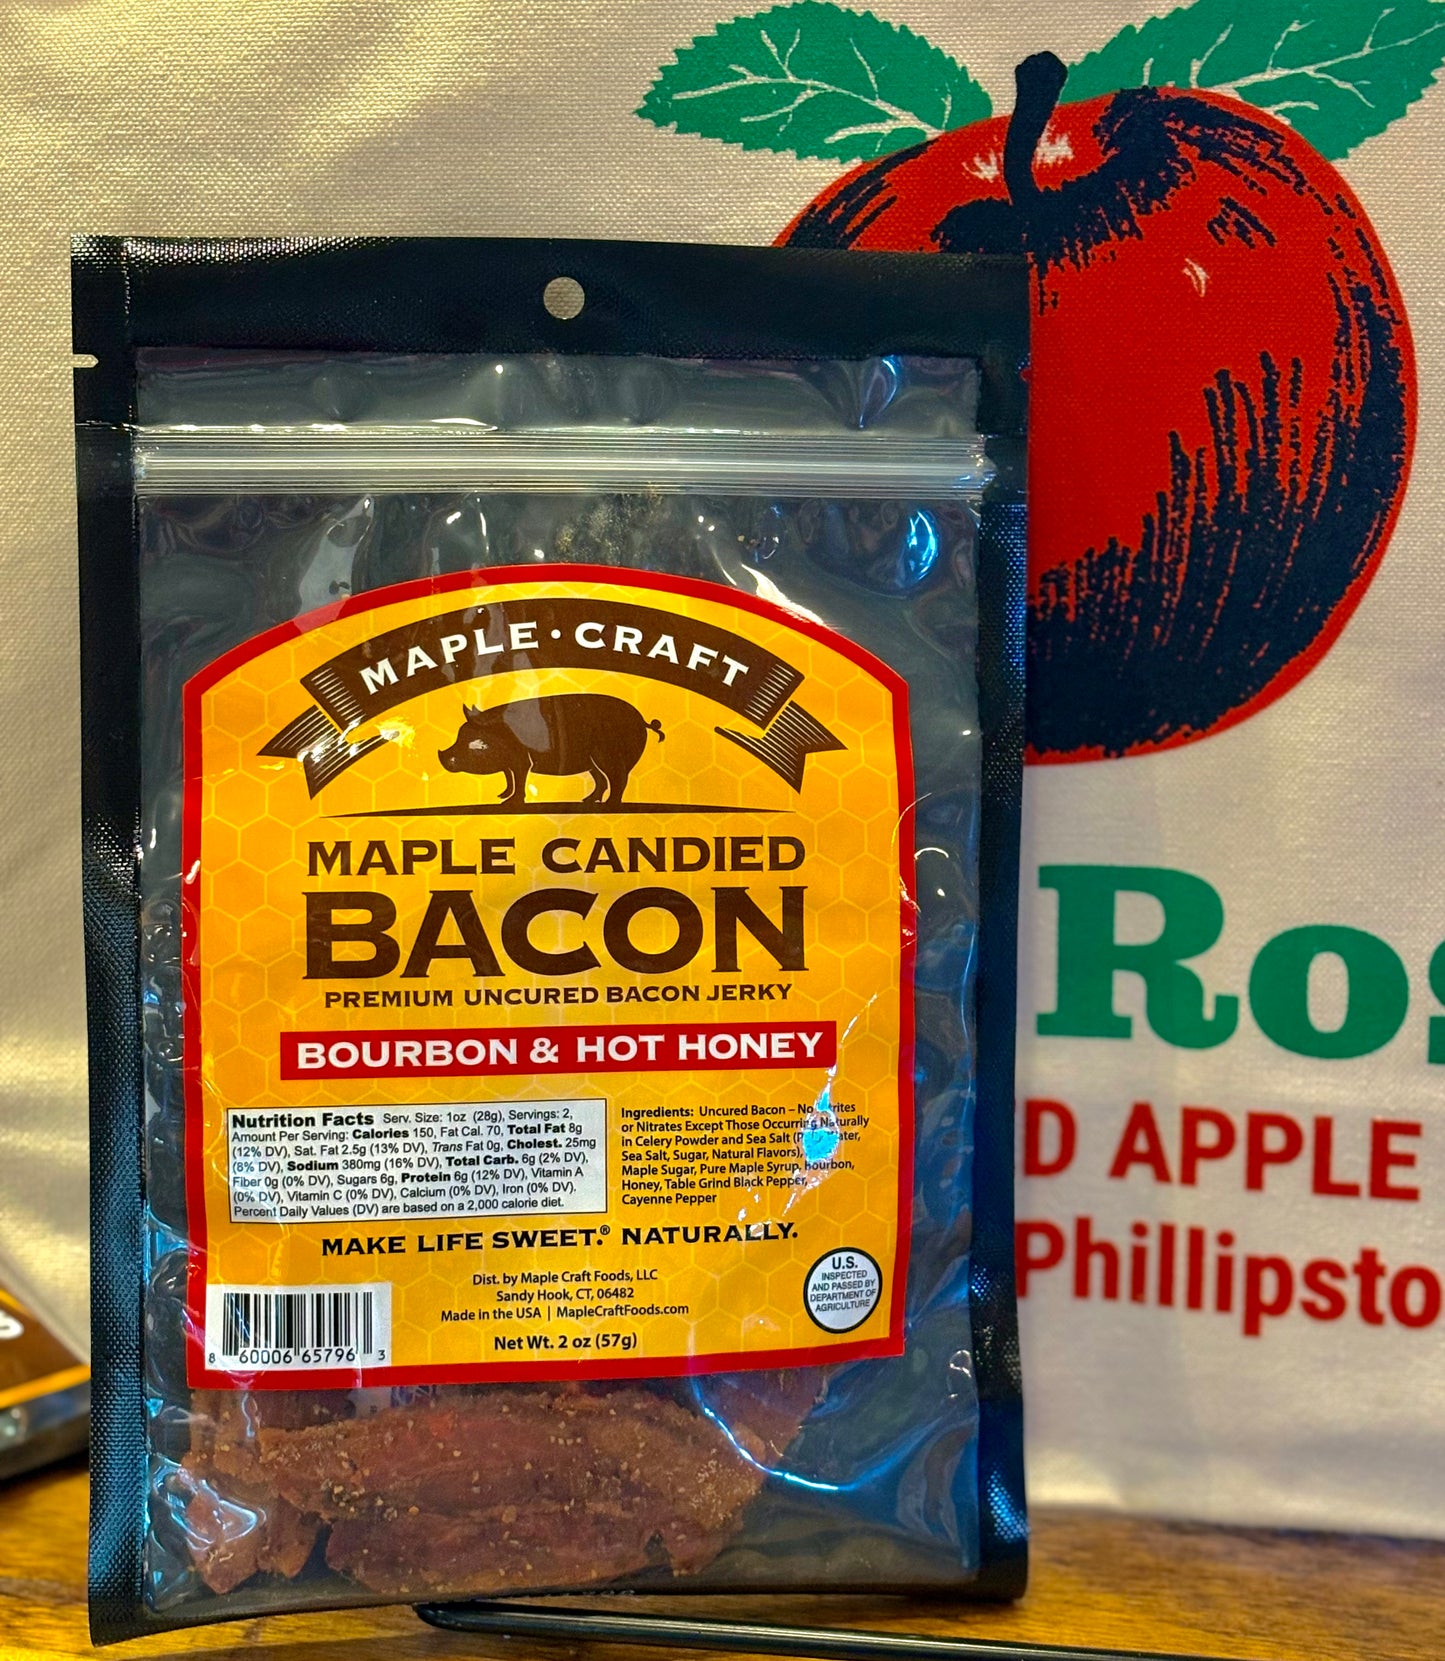 MAPLE · CRAFT
MAPLE CANDIED
BACON
PREMIUM UNCURED BACON JERKY
BOURBON & HOT HONEY
Nutrition Facts Serv. Size: 1oz (28g), Servings: 2,
Amount Per Serving: Calories 150, Fat Cal. 70, Total Fat 8g
(12% DV), Sat. Fat 2.5g (13% DV), Trans Fat 0g, Cholest. 25mg
(8% DV), Sodium 380mg (16% DV), Total Carb. 6g (2% DV),
Fiber 0g (0% DV), Sugars 6g, Protein 6g (12% DV), Vitamin A
(0% DV), Vitamin C (0% DV), Calcium (0% DV), Iron (0% DV).
Percent Daily Values (DV) are based on a 2,000 calorie diet.
Ingredients: Uncured Bacon – No
or Nitrates Except Those Occurring Naturally
in Celery Powder and Sea Salt
Sea Salt, Sugar, Natural Flavors),
Maple Sugar, Pure Maple Syrup, bourbon,
Honey, Table Grind Black Pepper,
Cayenne Pepper
MAKE LIFE SWEET.® NATURALLY.
Dist. by Maple Craft Foods, LLC
Sandy Hook, CT, 06482
Made in the USA | MapleCraftFoods.com
Net Wt. 2 oz (57g)
8 60006 65796 3
U.S.
INSPECTED
AND PASSED BY
DEPARTMENT OF
AGRICULTURE
Ros
D APPLE
Phillipsto